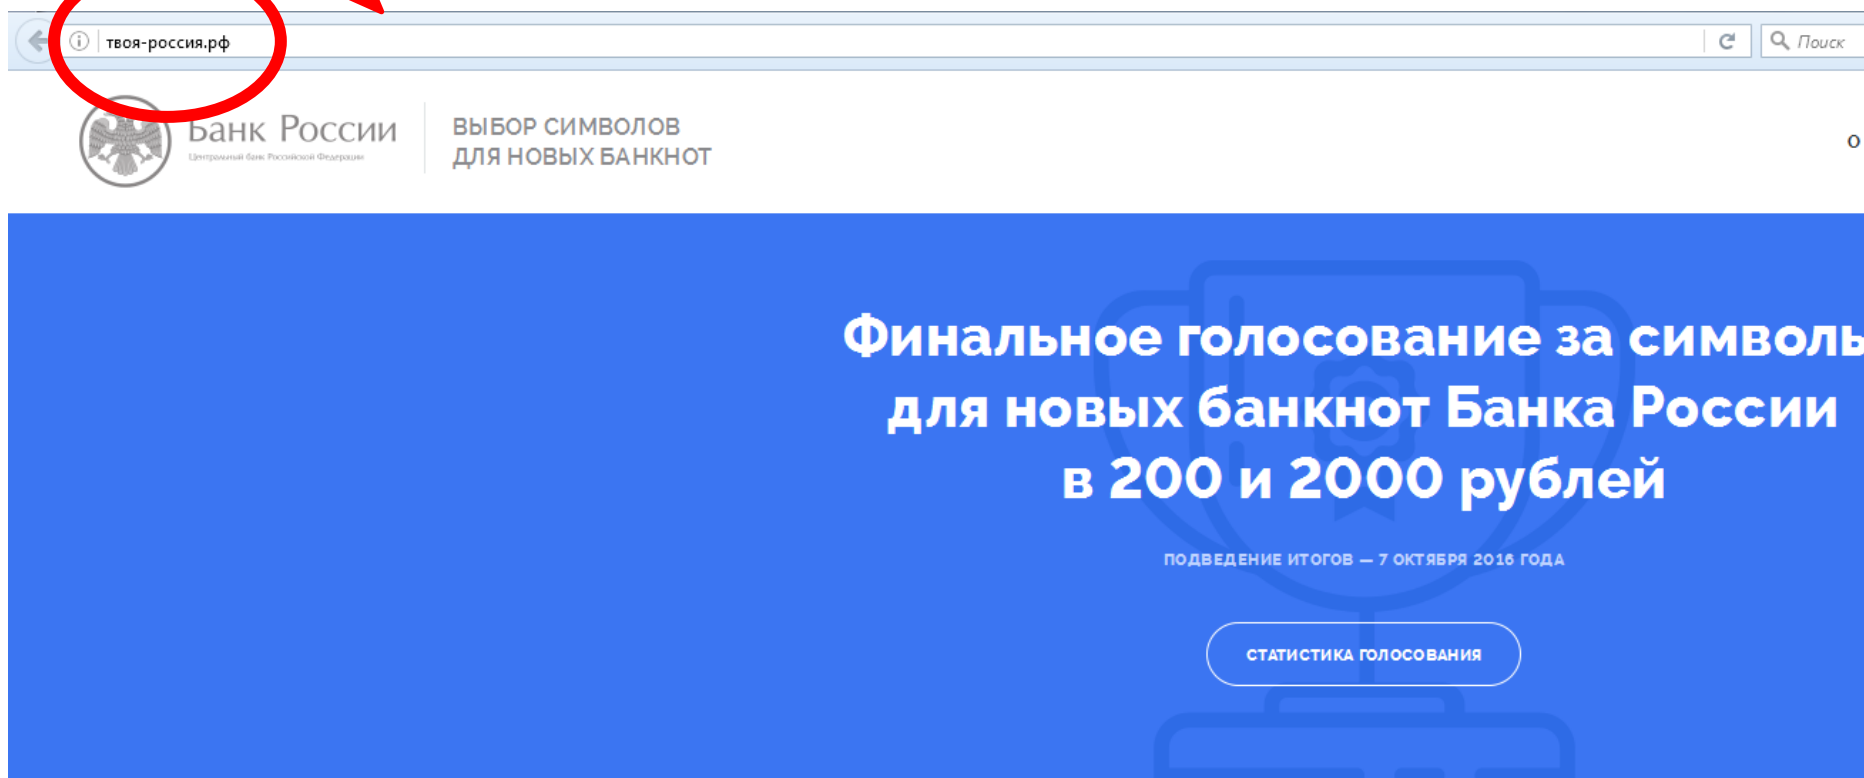 твоя-россия.рф
Поиск
Банк России
Центральный банк Российской Федерации
ВЫБОР СИМВОЛОВ
ДЛЯ НОВЫХ БАНКНОТ
О
Финальное голосование за символы
для новых банкнот Банка России
в 200 и 2000 рублей
ПОДВЕДЕНИЕ ИТОГОВ — 7 ОКТЯБРЯ 2016 ГОДА
СТАТИСТИКА ГОЛОСОВАНИЯ